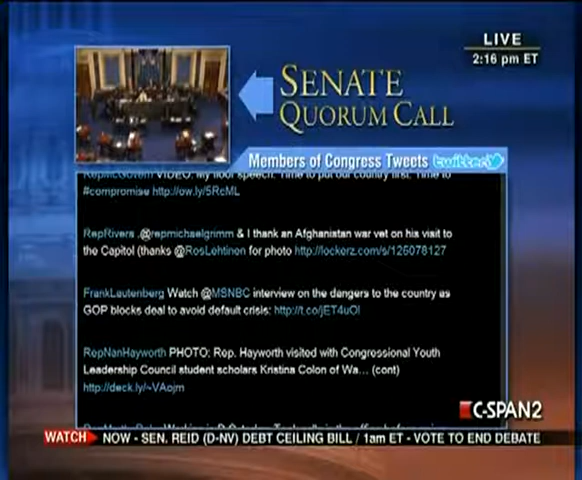 LIVE
2:16 pm ET
SENATE
QUORUM CALL
Members of Congress Tweets twitter
RepMcGovern VIDEO: My floor speech. Time to put our country first. Time to
#compromise http://ow.ly/5RcML
RepRivera .@repmichaelgrimm & I thank an Afghanistan war vet on his visit to
the Capitol (thanks @RosLehtinen for photo http://lockerz.com/s/125078127
FrankLautenberg Watch @MSNBC interview on the dangers to the country as
GOP blocks deal to avoid default crisis: http://t.co/jET4uOl
RepNanHayworth PHOTO: Rep. Hayworth visited with Congressional Youth
Leadership Council student scholars Kristina Colon of Wa... (cont)
http://deck.ly/~VAojm
C-SPAN2
WATCH NOW - SEN. REID (D-NV) DEBT CEILING BILL / 1am ET - VOTE TO END DEBATE